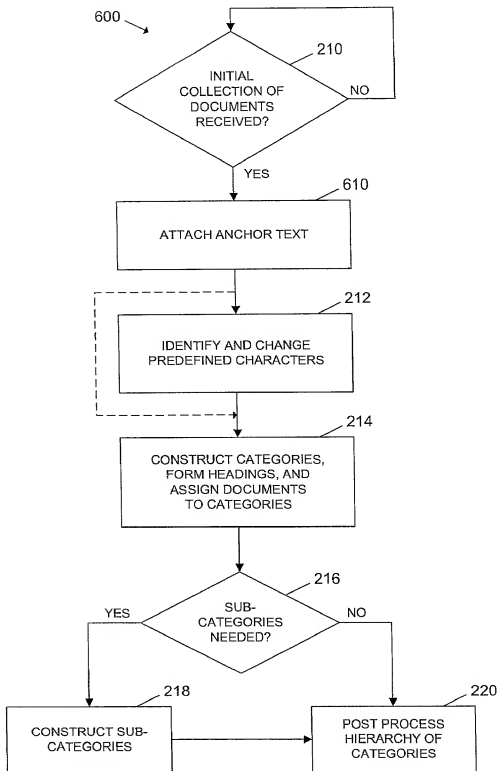 600
210
INITIAL
COLLECTION OF
DOCUMENTS
RECEIVED?
NO
YES
610
ATTACH ANCHOR TEXT
212
IDENTIFY AND CHANGE
PREDEFINED CHARACTERS
214
CONSTRUCT CATEGORIES,
FORM HEADINGS, AND
ASSIGN DOCUMENTS
TO CATEGORIES
216
YES
SUB-
CATEGORIES
NEEDED?
NO
218
CONSTRUCT SUB-
CATEGORIES
220
POST PROCESS
HIERARCHY OF
CATEGORIES